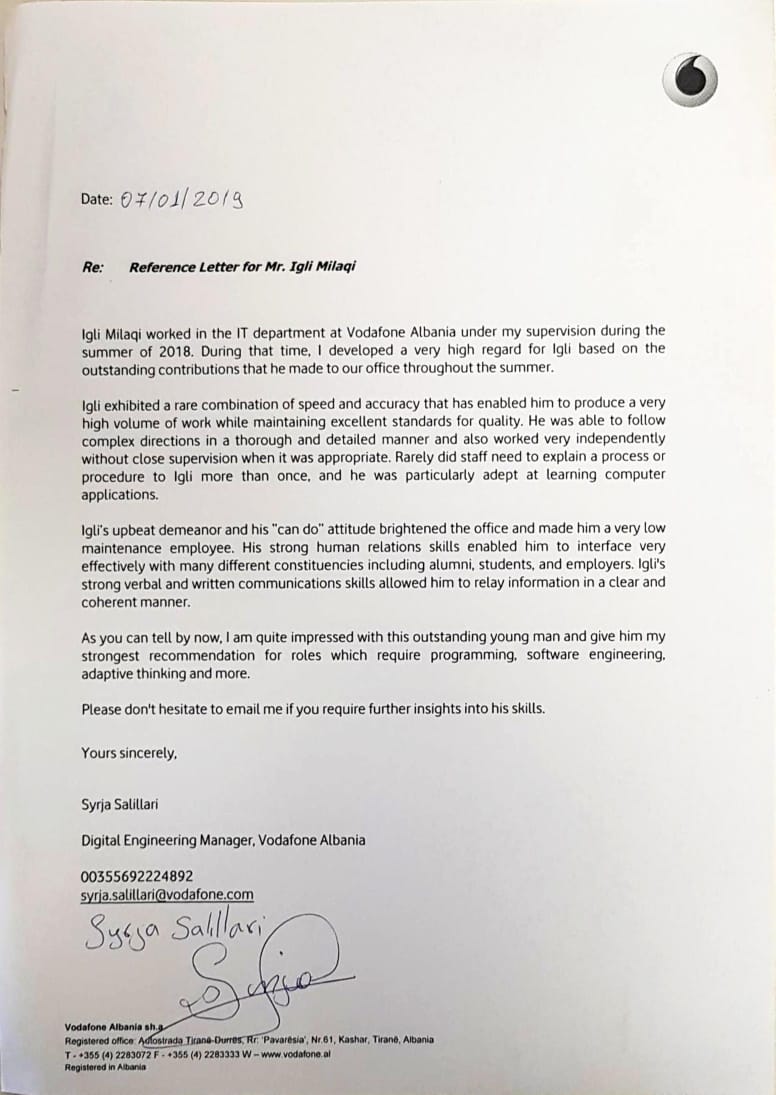 Date: 07/01/2019
Re: Reference Letter for Mr. Igli Milaqi
Igli Milaqi worked in the IT department at Vodafone Albania under my supervision during the
summer of 2018. During that time, I developed a very high regard for Igli based on the
outstanding contributions that he made to our office throughout the summer.
Igli exhibited a rare combination of speed and accuracy that has enabled him to produce a very
high volume of work while maintaining excellent standards for quality. He was able to follow
complex directions in a thorough and detailed manner and also worked very independently
without close supervision when it was appropriate. Rarely did staff need to explain a process or
procedure to Igli more than once, and he was particularly adept at learning computer
applications.
Igli's upbeat demeanor and his "can do" attitude brightened the office and made him a very low
maintenance employee. His strong human relations skills enabled him to interface very
effectively with many different constituencies including alumni, students, and employers. Igli's
strong verbal and written communications skills allowed him to relay information in a clear and
coherent manner.
As you can tell by now, I am quite impressed with this outstanding young man and give him my
strongest recommendation for roles which require programming, software engineering,
adaptive thinking and more.
Please don't hesitate to email me if you require further insights into his skills.
Yours sincerely,
Syrja Salillari
Digital Engineering Manager, Vodafone Albania
00355692224892
syrja.salillari@vodafone.com
Syrja Salillari
Syrja
Vodafone Albania sh.a
Registered office: Autostrada Tiranë-Durrës, Rr. 'Pavarësia', Nr.61, Kashar, Tiranë, Albania
T - +355 (4) 2283072 F - +355 (4) 2283333 W – www.vodafone.al
Registered in Albania